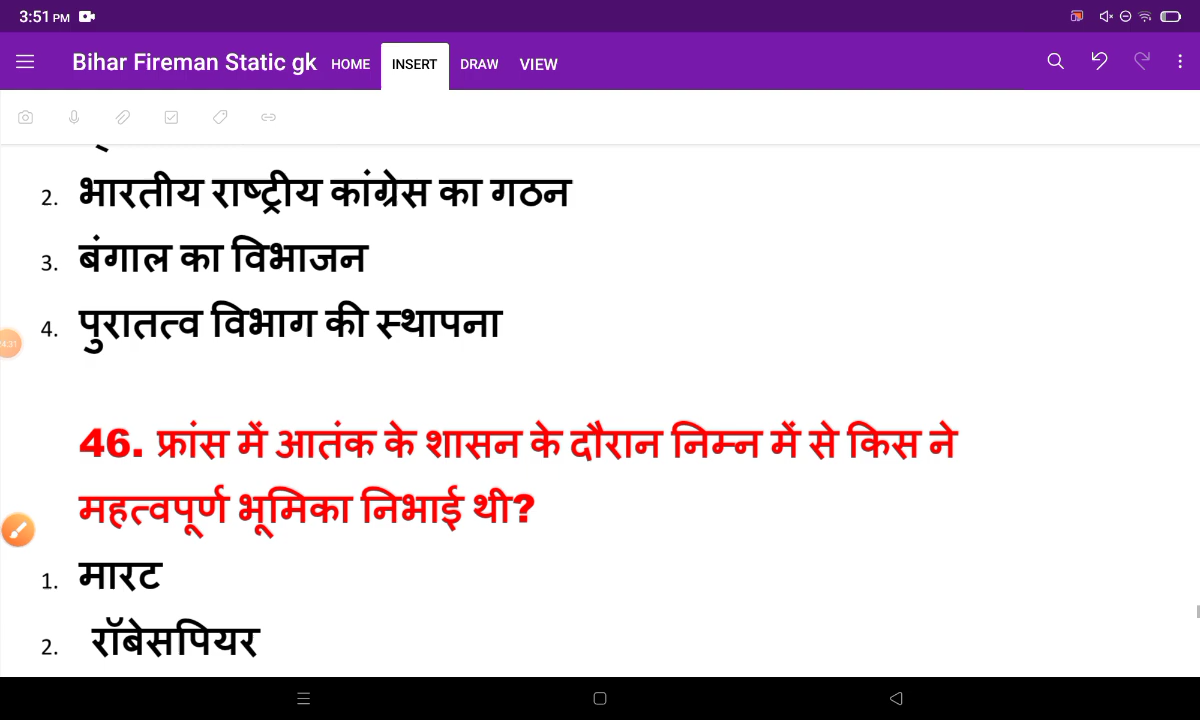 3:51 PM
Bihar Fireman Static gk HOME INSERT DRAW VIEW
2. भारतीय राष्ट्रीय कांग्रेस का गठन
3. बंगाल का विभाजन
4. पुरातत्व विभाग की स्थापना
46. फ्रांस में आतंक के शासन के दौरान निम्न में से किस ने
महत्वपूर्ण भूमिका निभाई थी?
1. मारट
2. रॉबेसपियर